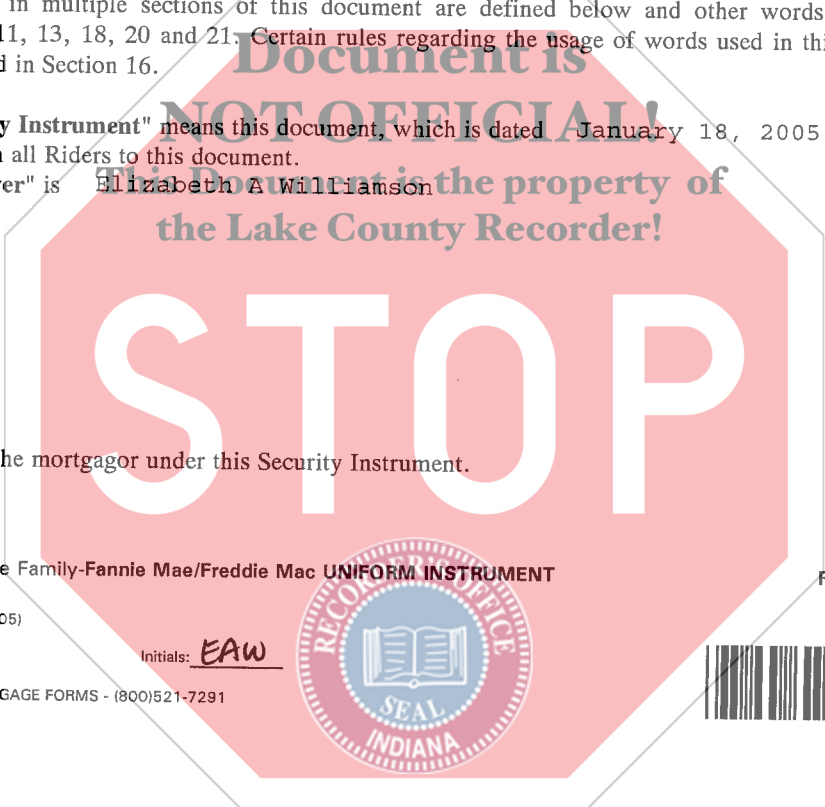 in multiple sections of this document are defined below and other words
11, 13, 18, 20 and 21. Certain rules regarding the usage of words used in thi
d in Section 16.
Document is
NOT OFFICIAL!
y Instrument" means this document, which is dated January 18, 2005
all Riders to this document.
er" is Elizabeth A Williamson
This Document is the property of
the Lake County Recorder!
STOP
he mortgagor under this Security Instrument.
e Family-Fannie Mae/Freddie Mac UNIFORM INSTRUMENT
F
05)
RECORDER'S OFFICE
Initials: EAW
GAGE FORMS - (800)521-7291
SEAL
INDIANA